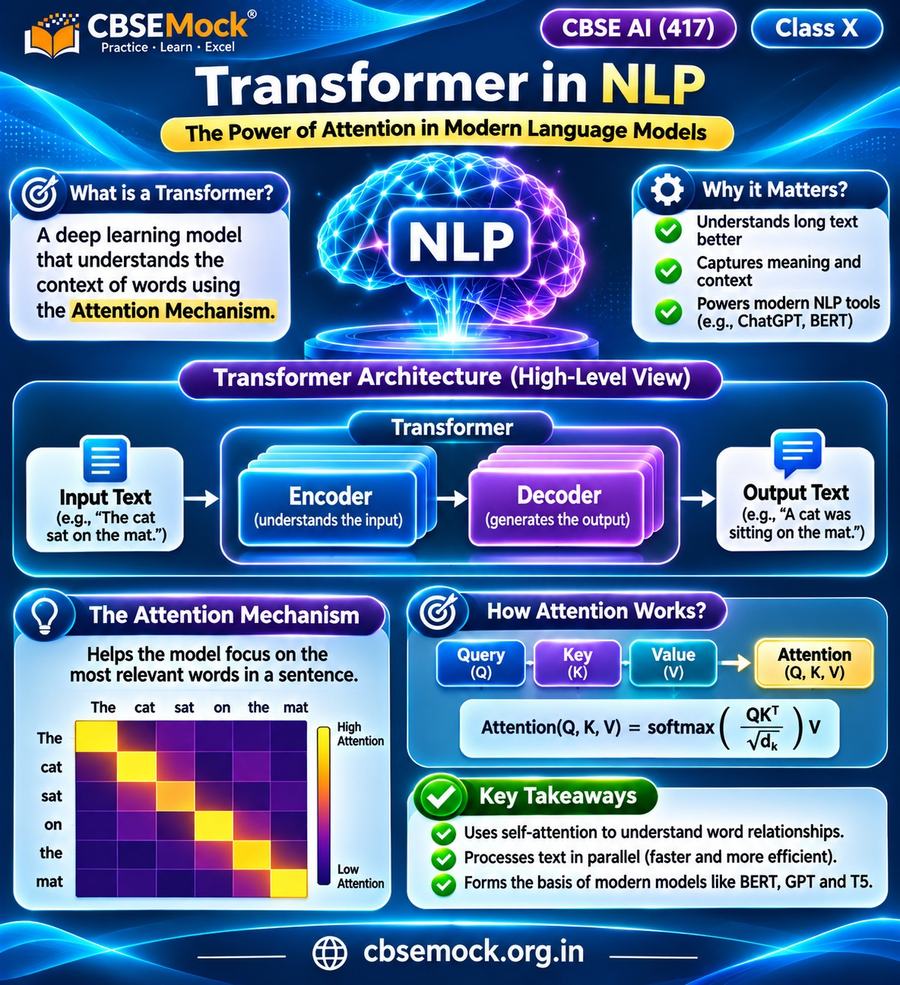 CBSEMock®
Practice • Learn • Excel
CBSE AI (417)
Class X
Transformer in NLP
The Power of Attention in Modern Language Models
What is a Transformer?
A deep learning model
that understands the
context of words using
the Attention Mechanism.
NLP
Why it Matters?
Understands long text
better
Captures meaning and
context
Powers modern NLP tools
(e.g., ChatGPT, BERT)
Transformer Architecture (High-Level View)
Transformer
Input Text
(e.g., “The cat
sat on the mat.”)
Encoder
(understands the input)
Decoder
(generates the output)
Output Text
(e.g., “A cat was
sitting on the mat.”)
The Attention Mechanism
Helps the model focus on the
most relevant words in a sentence.
The cat sat on the mat
The
cat
sat
on
the
mat
High
Attention
Low
Attention
How Attention Works?
Query
(Q)
Key
(K)
Value
(V)
Attention
(Q, K, V)
Attention(Q, K, V) = softmax ( QKᵀ / √dₖ ) V
Key Takeaways
Uses self-attention to understand word relationships.
Processes text in parallel (faster and more efficient).
Forms the basis of modern models like BERT, GPT and T5.
cbsemock.org.in